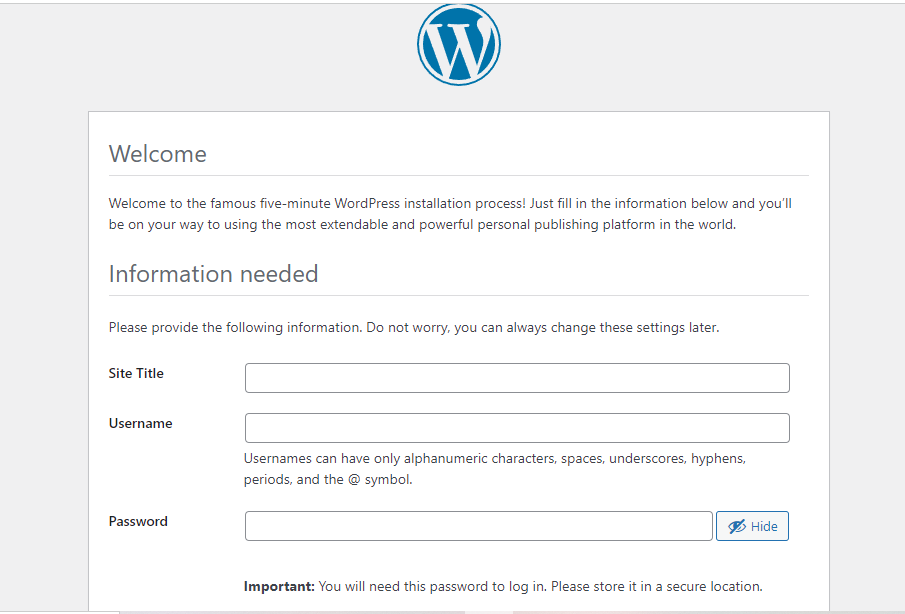 Welcome
Welcome to the famous five-minute WordPress installation process! Just fill in the information below and you’ll
be on your way to using the most extendable and powerful personal publishing platform in the world.
Information needed
Please provide the following information. Do not worry, you can always change these settings later.
Site Title
Username
Usernames can have only alphanumeric characters, spaces, underscores, hyphens,
periods, and the @ symbol.
Password
Hide
Important: You will need this password to log in. Please store it in a secure location.